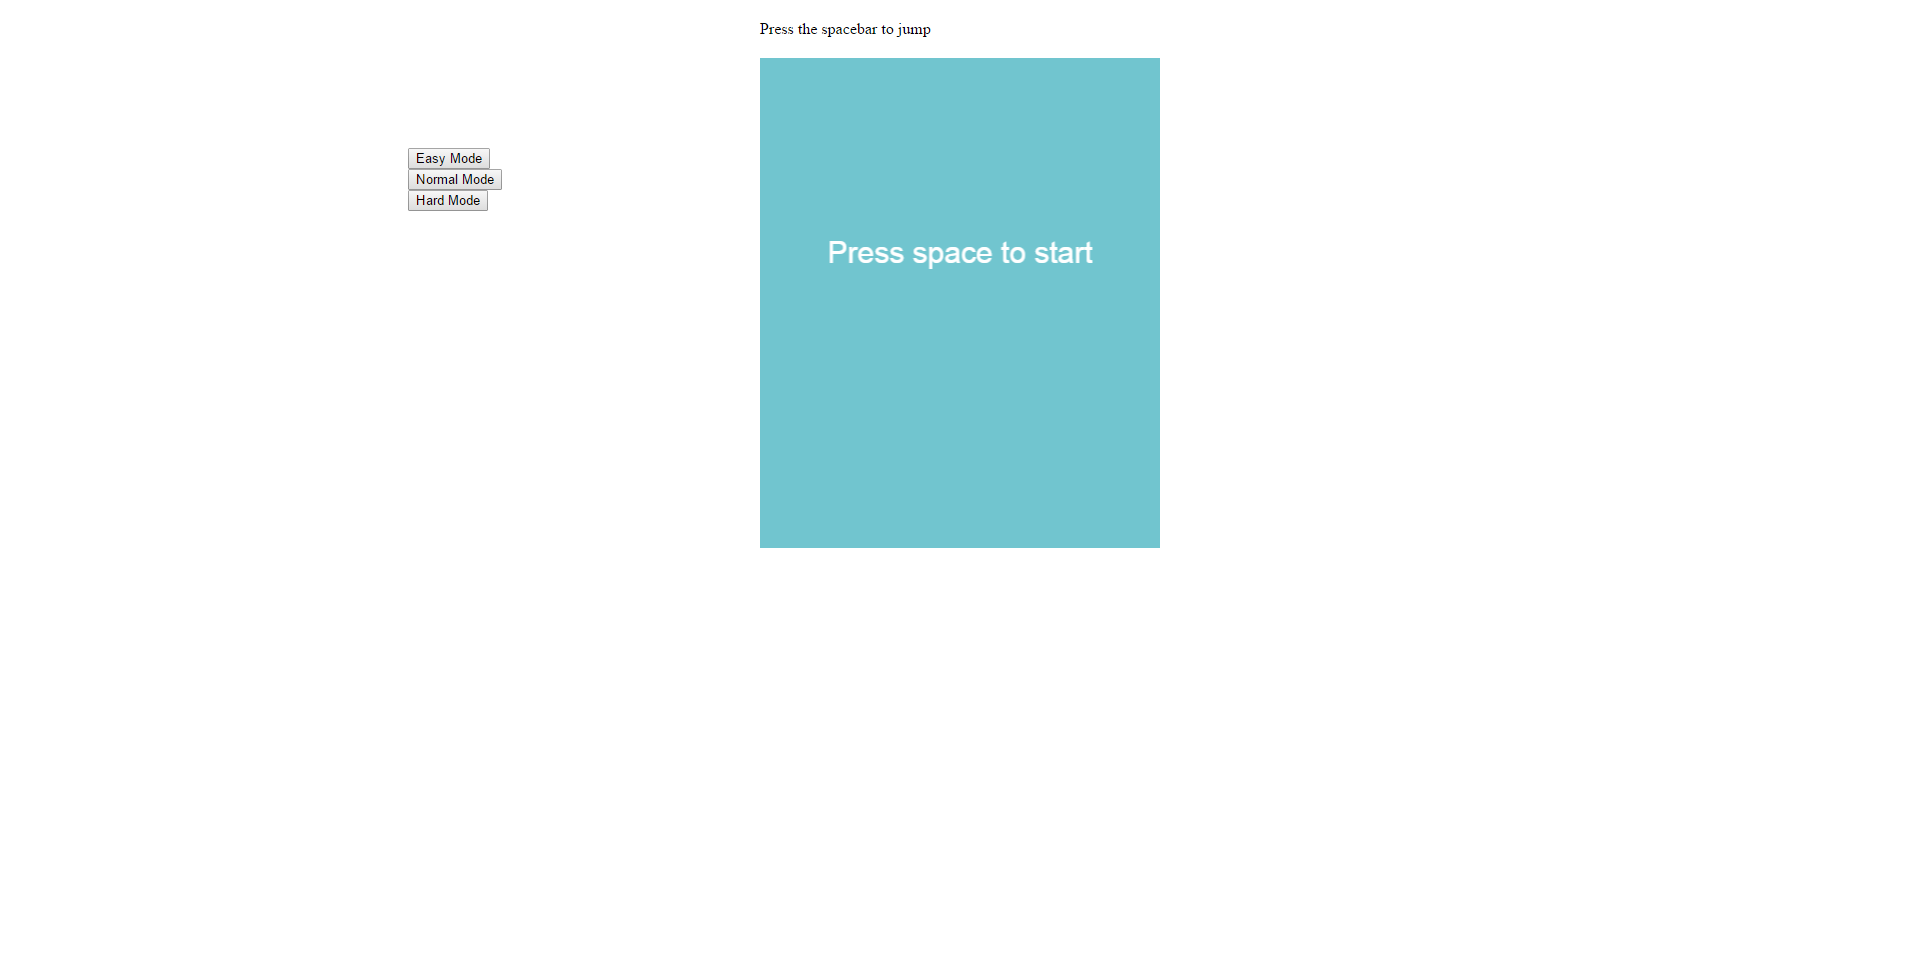 Press the spacebar to jump
Easy Mode
Normal Mode
Hard Mode
Press space to start